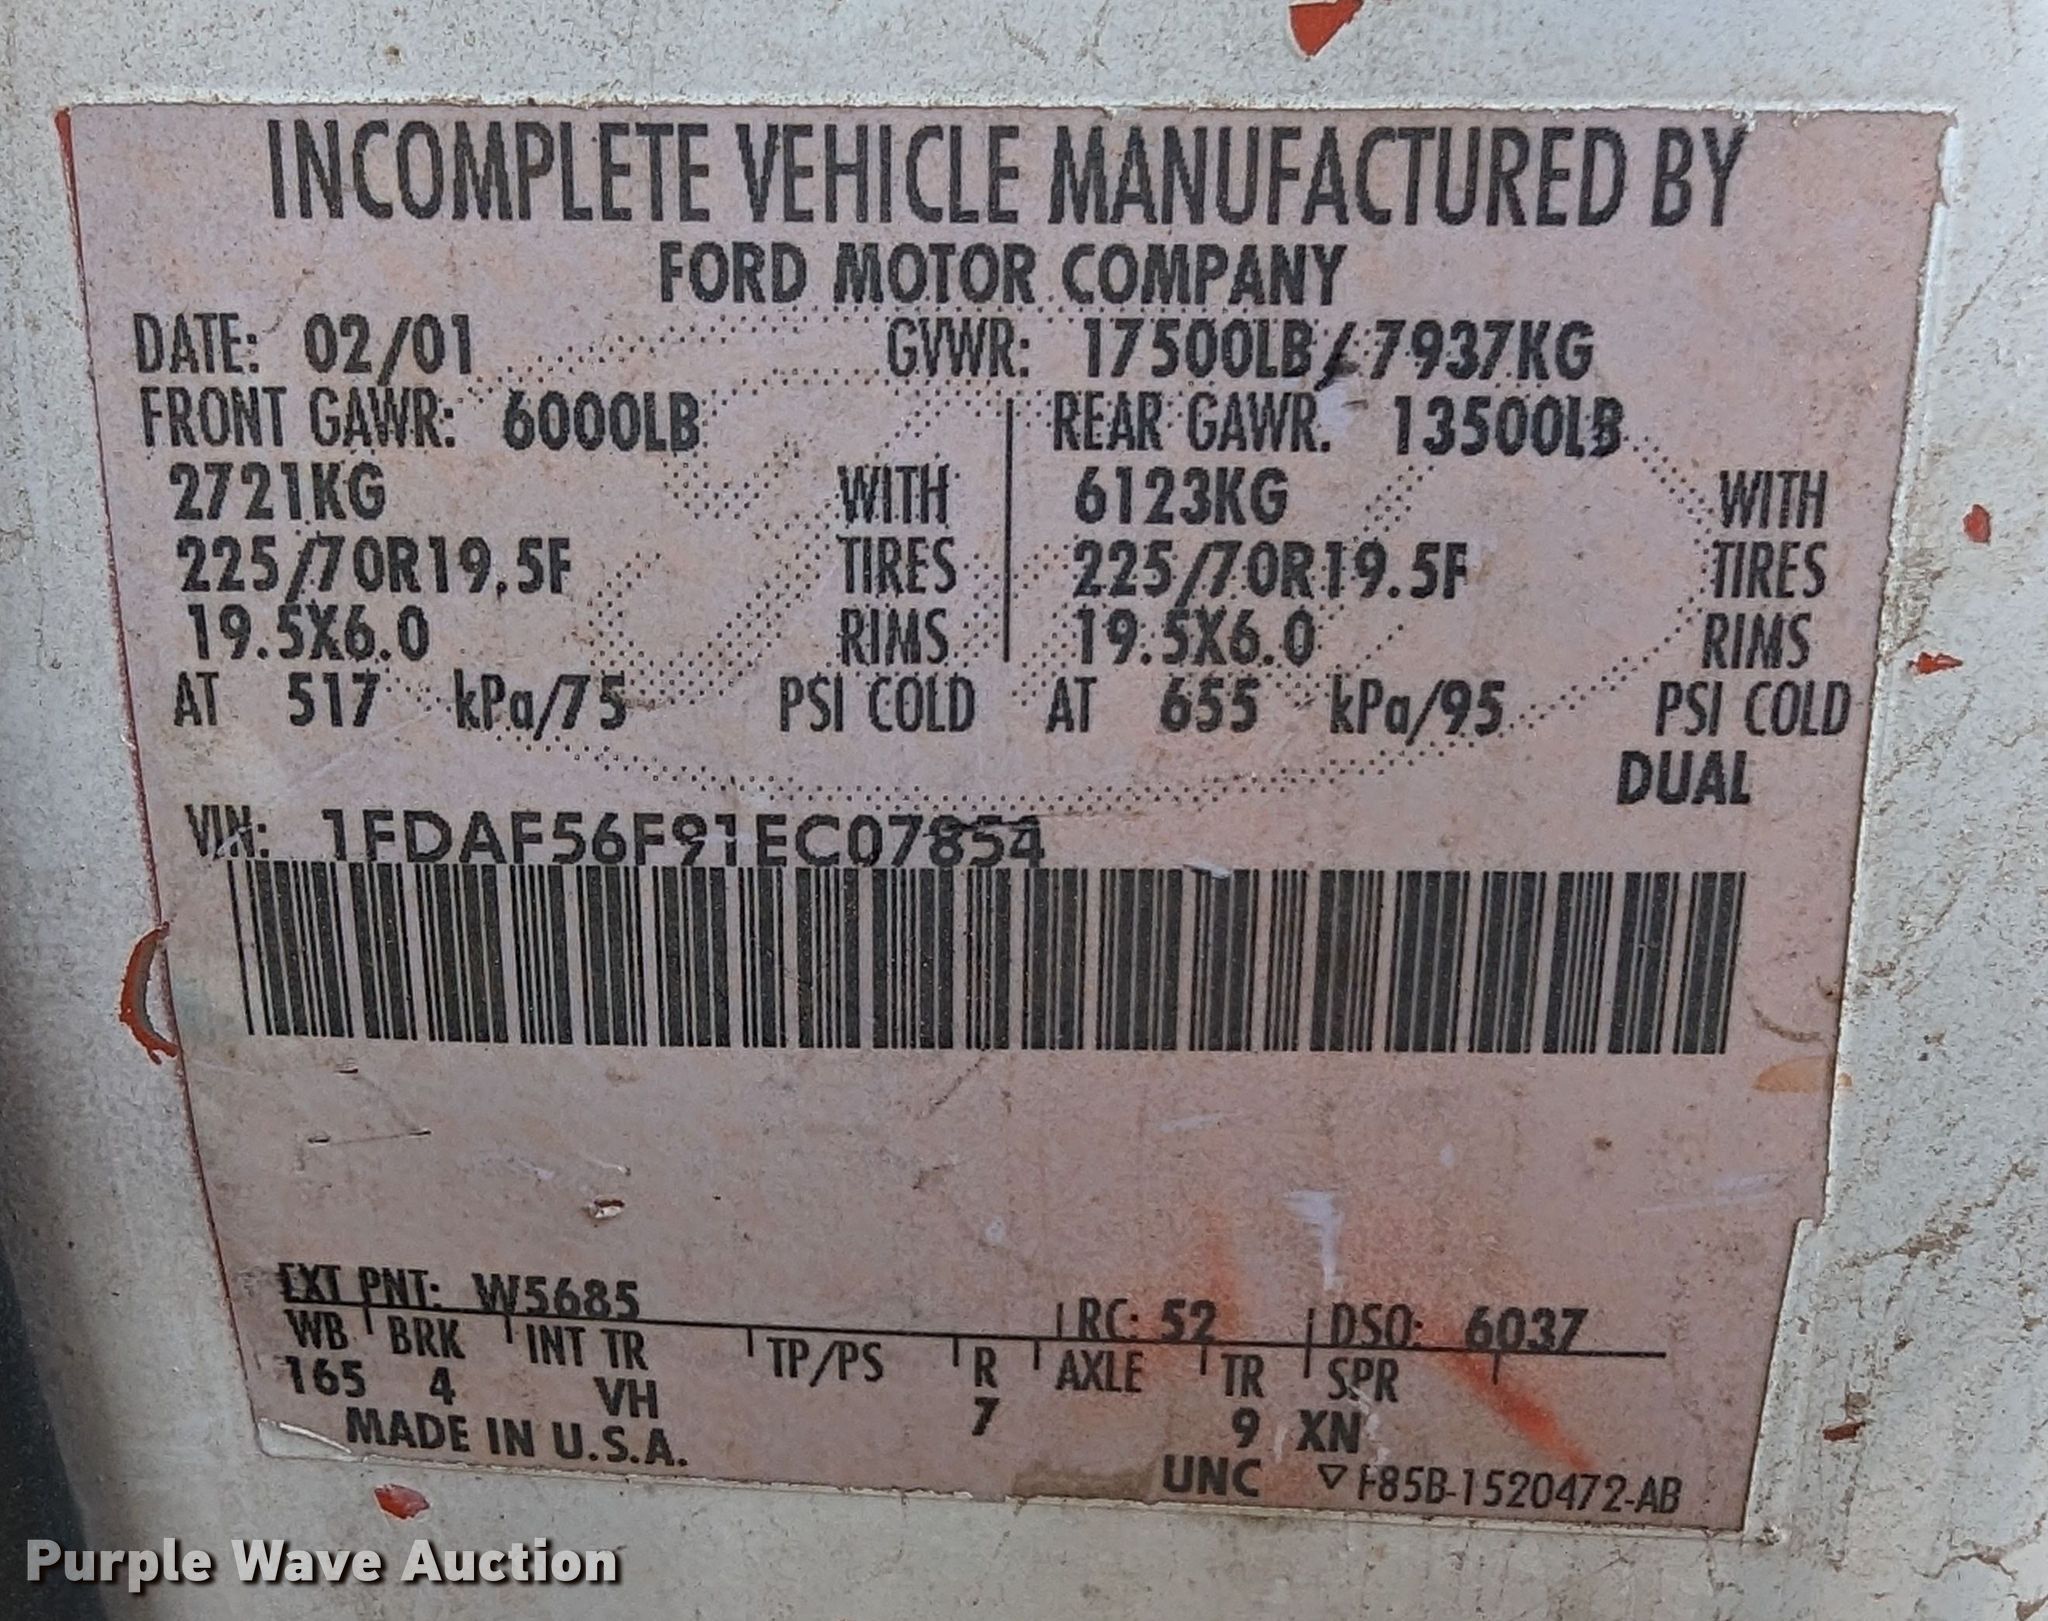 INCOMPLETE VEHICLE MANUFACTURED BY
FORD MOTOR COMPANY
DATE: 02/01 GVWR: 17500LB/7937KG
FRONT GAWR: 6000LB REAR GAWR: 13500LB
2721KG WITH 6123KG WITH
225/70R19.5F TIRES 225/70R19.5F TIRES
19.5X6.0 RIMS 19.5X6.0 RIMS
AT 517 kPa/75 PSI COLD AT 655 kPa/95 PSI COLD
DUAL
VIN: 1FDAF56F91EC07854
EXT PNT: W5685 RC: 52 DSO: 6037
WB BRK INT TR TP/PS R AXLE TR SPR
165 4 VH 7 9 XN
MADE IN U.S.A. UNC ▽ F85B-1520472-AB
Purple Wave Auction